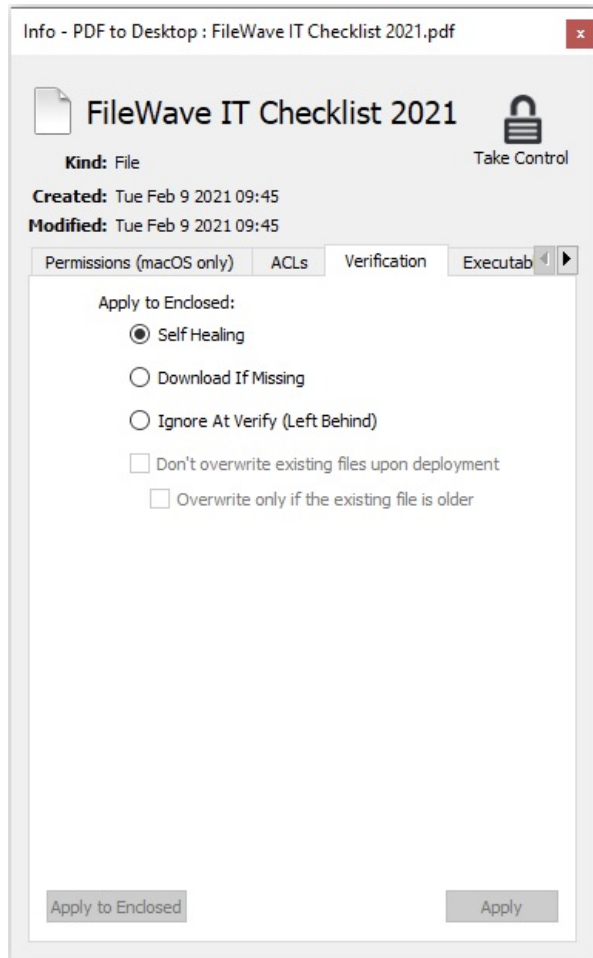 Info - PDF to Desktop : FileWave IT Checklist 2021.pdf
x
FileWave IT Checklist 2021
Take Control
Kind: File
Created: Tue Feb 9 2021 09:45
Modified: Tue Feb 9 2021 09:45
Permissions (macOS only) ACLs Verification Executab
Apply to Enclosed:
Self Healing
Download If Missing
Ignore At Verify (Left Behind)
Don't overwrite existing files upon deployment
Overwrite only if the existing file is older
Apply to Enclosed Apply